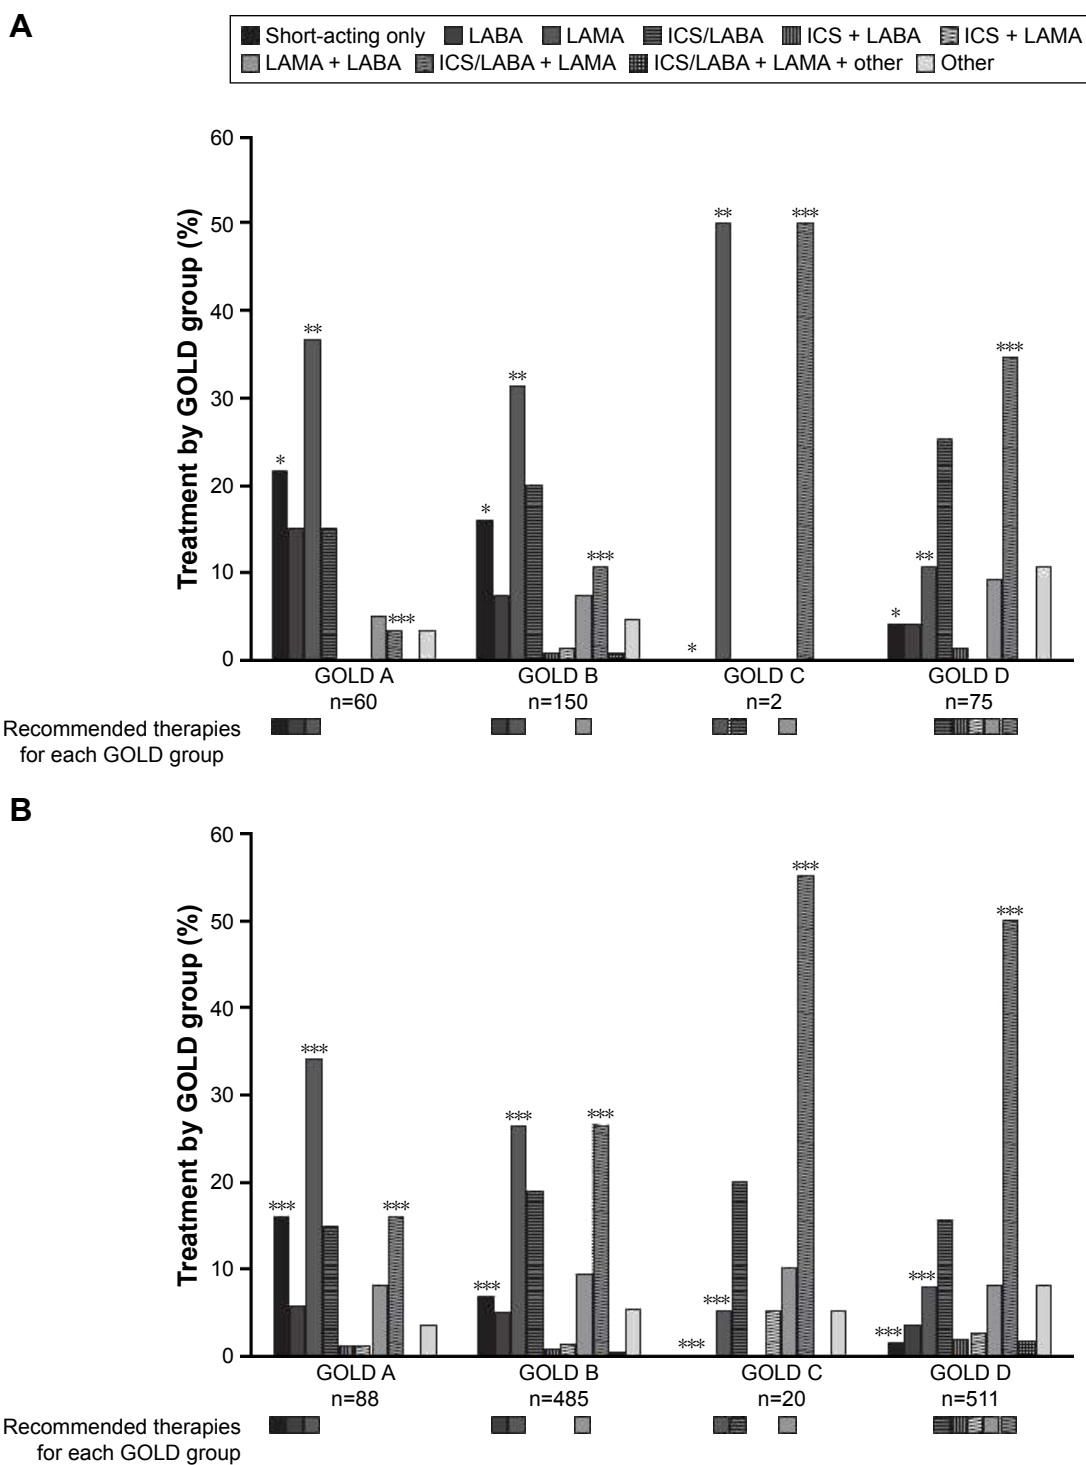 A
Short-acting only LABA LAMA ICS/LABA ICS + LABA ICS + LAMA
LAMA + LABA ICS/LABA + LAMA ICS/LABA + LAMA + other Other
Treatment by GOLD group (%)
60
50
40
30
20
10
0
*
**
***
*
**
***
*
**
***
*
**
***
GOLD A GOLD B GOLD C GOLD D
n=60 n=150 n=2 n=75
Recommended therapies
for each GOLD group
B
Treatment by GOLD group (%)
60
50
40
30
20
10
0
***
***
***
***
***
***
***
***
***
***
***
***
GOLD A GOLD B GOLD C GOLD D
n=88 n=485 n=20 n=511
Recommended therapies
for each GOLD group